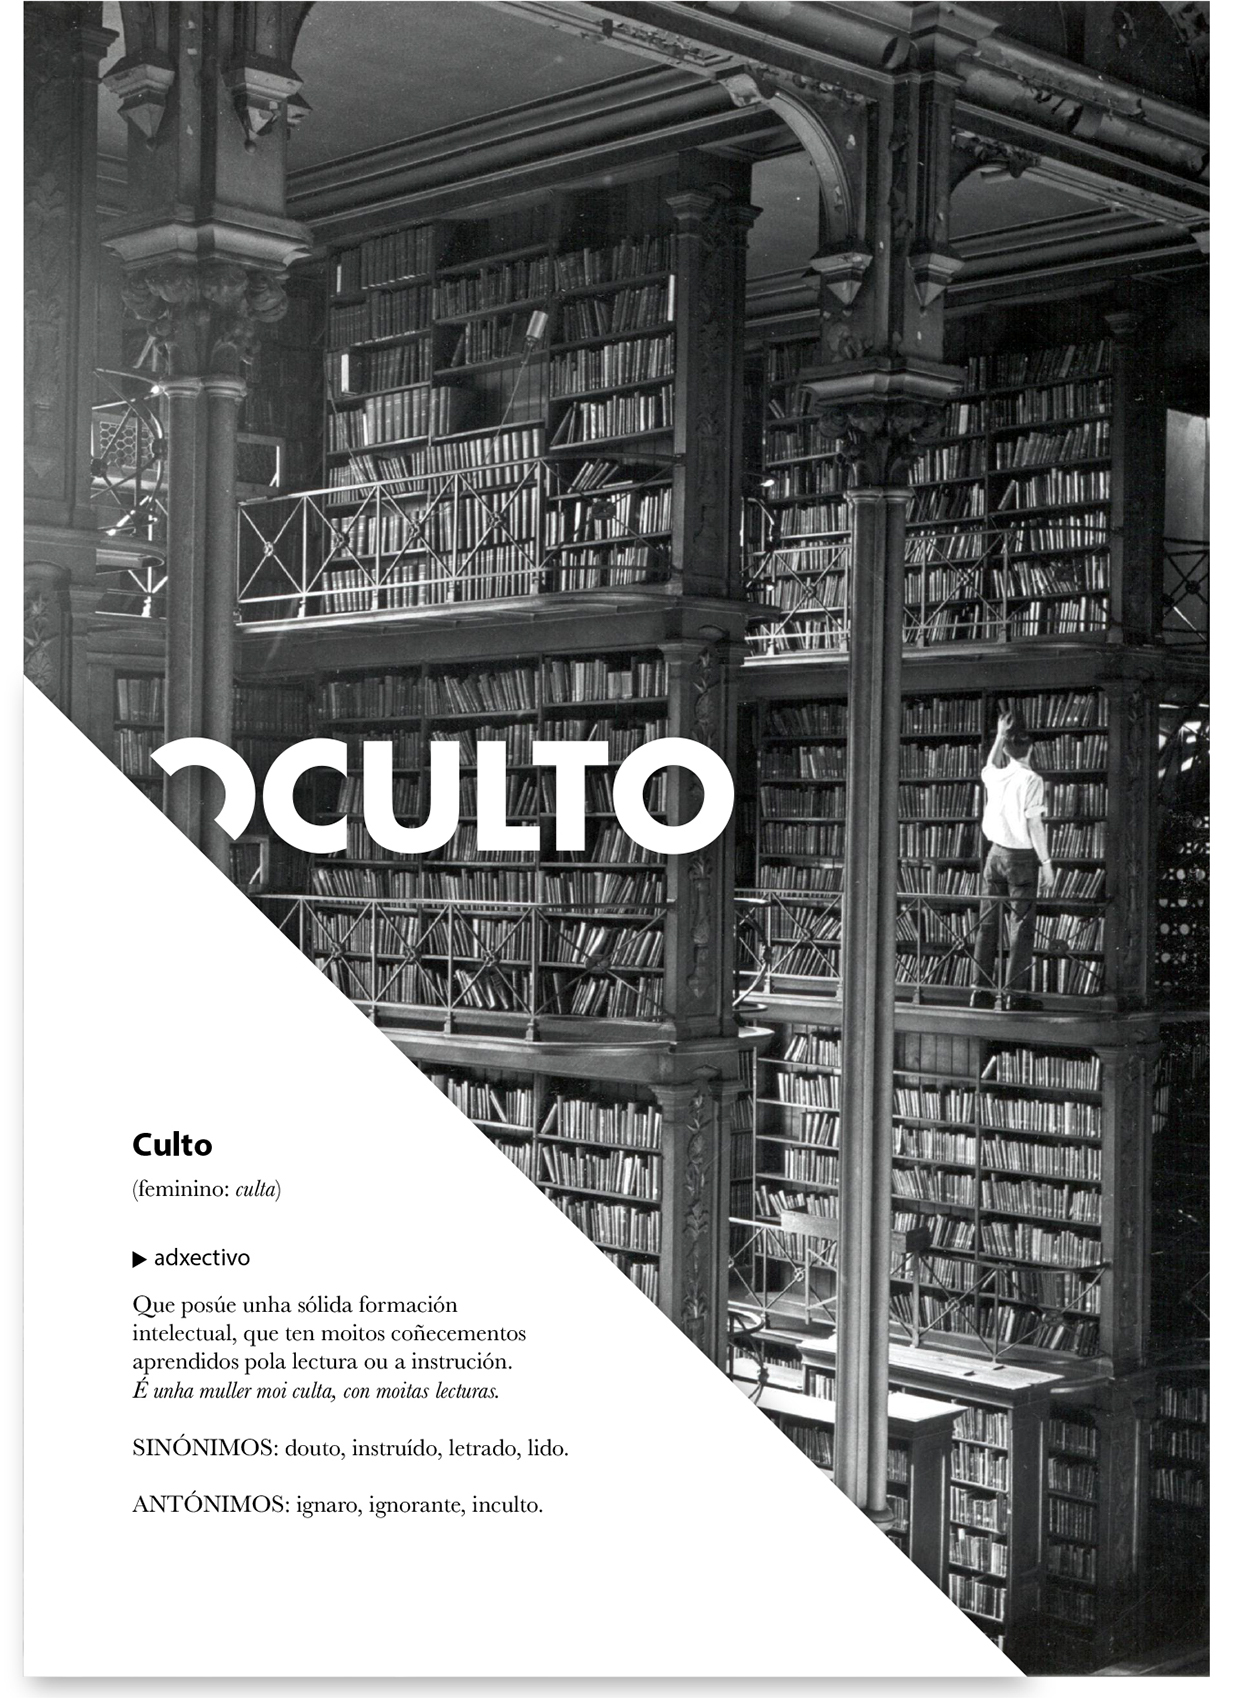 OCULTO
Culto
(feminino: culta)
▶ adxectivo
Que posúe unha sólida formación
intelectual, que ten moitos coñecementos
aprendidos pola lectura ou a instrución.
É unha muller moi culta, con moitas lecturas.
SINÓNIMOS: douto, instruído, letrado, lido.
ANTÓNIMOS: ignaro, ignorante, inculto.